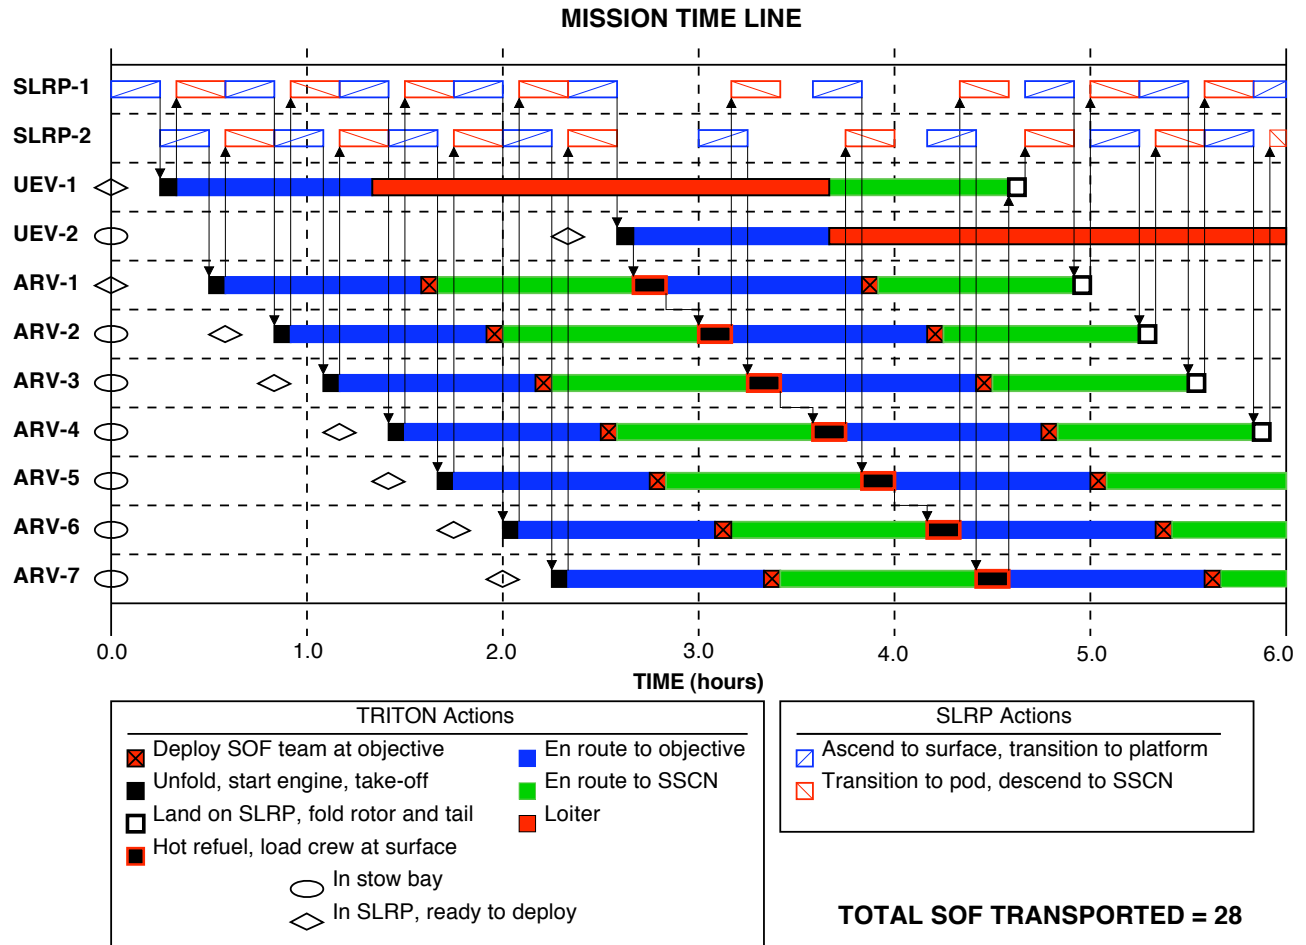 MISSION TIME LINE
SLRP-1
SLRP-2
UEV-1
UEV-2
ARV-1
ARV-2
ARV-3
ARV-4
ARV-5
ARV-6
ARV-7
0.0 1.0 2.0 3.0 4.0 5.0 6.0
TIME (hours)
TRITON Actions
Deploy SOF team at objective
Unfold, start engine, take-off
Land on SLRP, fold rotor and tail
Hot refuel, load crew at surface
En route to objective
En route to SSCN
Loiter
In stow bay
In SLRP, ready to deploy
SLRP Actions
Ascend to surface, transition to platform
Transition to pod, descend to SSCN
TOTAL SOF TRANSPORTED = 28